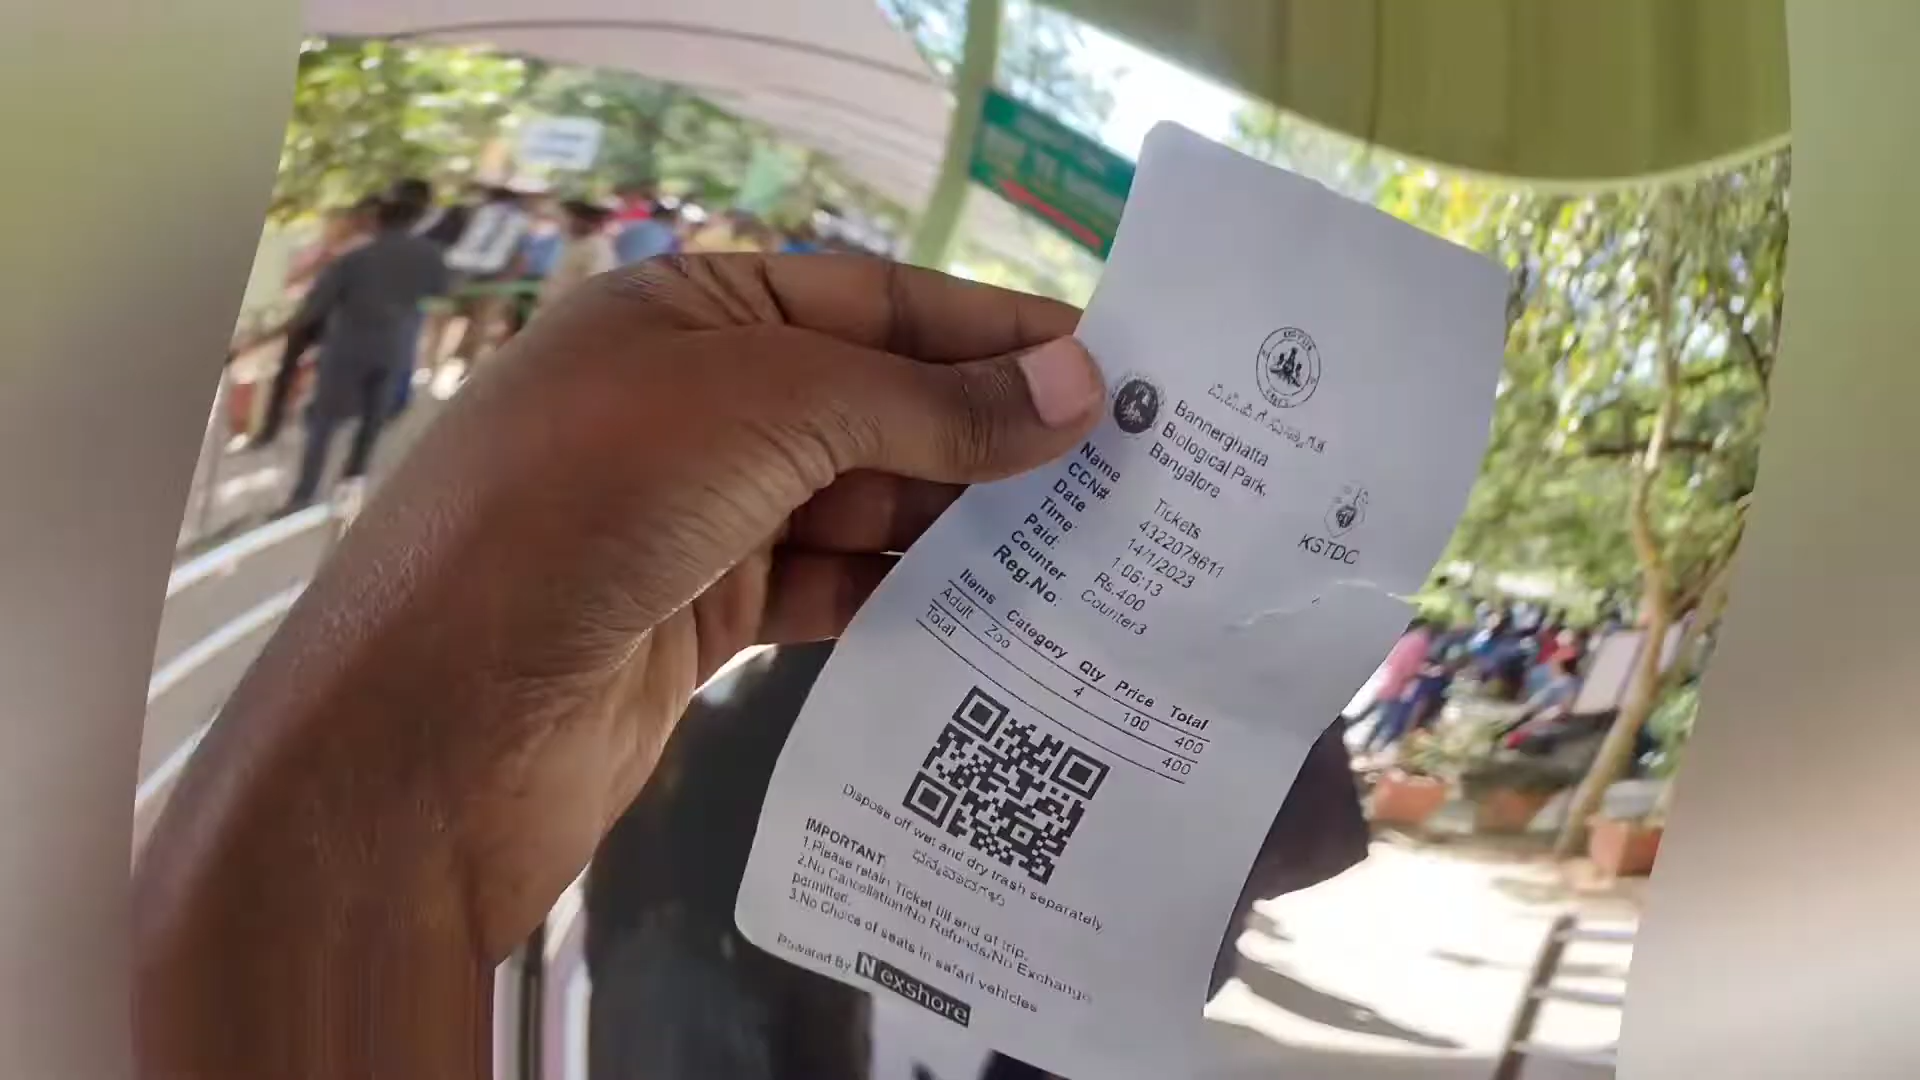 Bannerghatta
Biological Park,
Bangalore
KSTDC
Name Tickets
CCN# 4322078611
Date 14/1/2023
Time: 1:06:13
Paid: Rs.400
Counter Counter3
Reg.No:
Items Category Qty Price Total
Adult Zoo 4 100 400
Total 400
Dispose off wet and dry trash separately
ಧನ್ಯವಾದಗಳು
IMPORTANT:
1.Please retain Ticket till end of trip.
2.No Cancellation/No Refunds/No Exchange
permitted.
3.No Choice of seats in safari vehicles
Powered By Nexshore